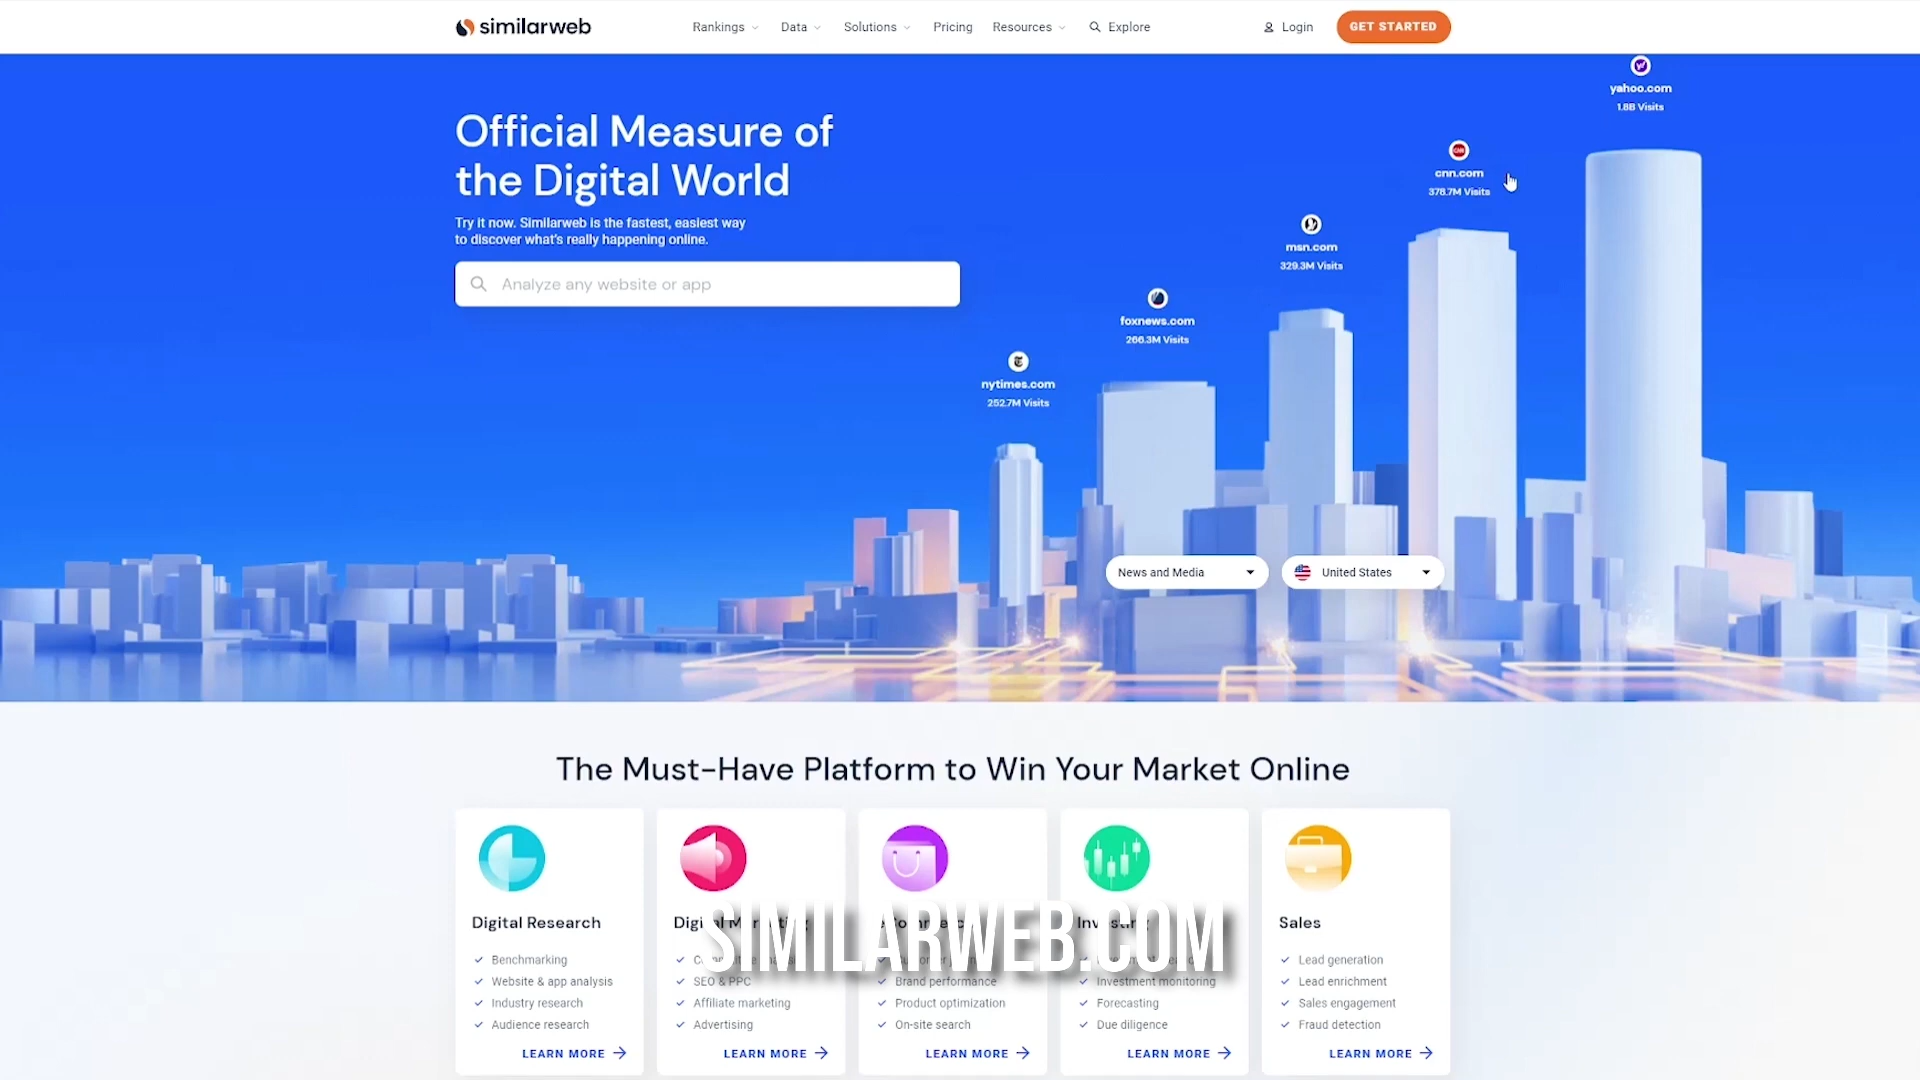 similarweb
Rankings
Data
Solutions
Pricing
Resources
Explore
Login
GET STARTED
Official Measure of
the Digital World
Try it now. Similarweb is the fastest, easiest way
to discover what's really happening online.
Analyze any website or app
yahoo.com
1.8B Visits
cnn.com
378.7M Visits
msn.com
329.3M Visits
foxnews.com
266.3M Visits
nytimes.com
252.7M Visits
News and Media
United States
The Must-Have Platform to Win Your Market Online
Digital Research
Benchmarking
Website & app analysis
Industry research
Audience research
LEARN MORE
Digital Marketing
SEO & PPC
Affiliate marketing
Advertising
LEARN MORE
eCommerce
Brand performance
Product optimization
On-site search
LEARN MORE
Investing
Investment monitoring
Forecasting
Due diligence
LEARN MORE
Sales
Lead generation
Lead enrichment
Sales engagement
Fraud detection
LEARN MORE
SIMILARWEB.COM